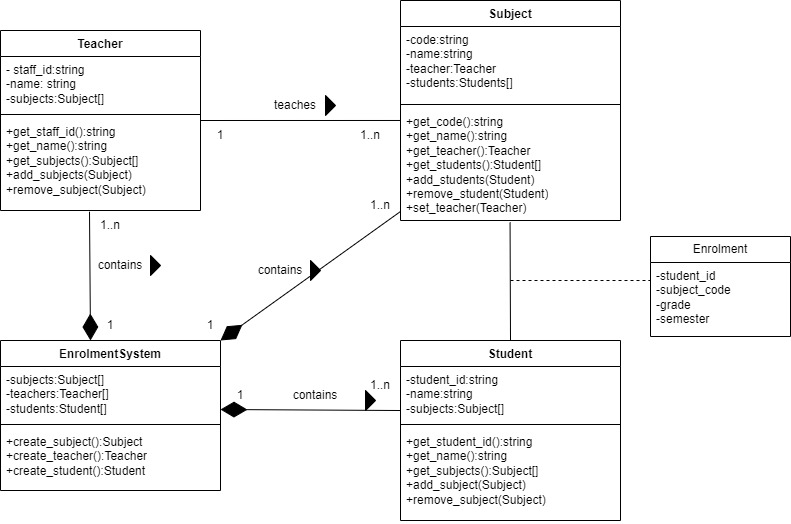 Teacher
- staff_id:string
-name: string
-subjects:Subject[]
+get_staff_id():string
+get_name():string
+get_subjects():Subject[]
+add_subjects(Subject)
+remove_subject(Subject)
teaches
1
1..n
Subject
-code:string
-name:string
-teacher:Teacher
-students:Students[]
+get_code():string
+get_name():string
+get_teacher():Teacher
+get_students():Student[]
+add_students(Student)
+remove_student(Student)
+set_teacher(Teacher)
1..n
contains
1
1..n
contains
1
Enrolment
-student_id
-subject_code
-grade
-semester
EnrolmentSystem
-subjects:Subject[]
-teachers:Teacher[]
-students:Student[]
+create_subject():Subject
+create_teacher():Teacher
+create_student():Student
1
contains
1..n
Student
-student_id:string
-name:string
-subjects:Subject[]
+get_student_id():string
+get_name():string
+get_subjects():Subject[]
+add_subject(Subject)
+remove_subject(Subject)